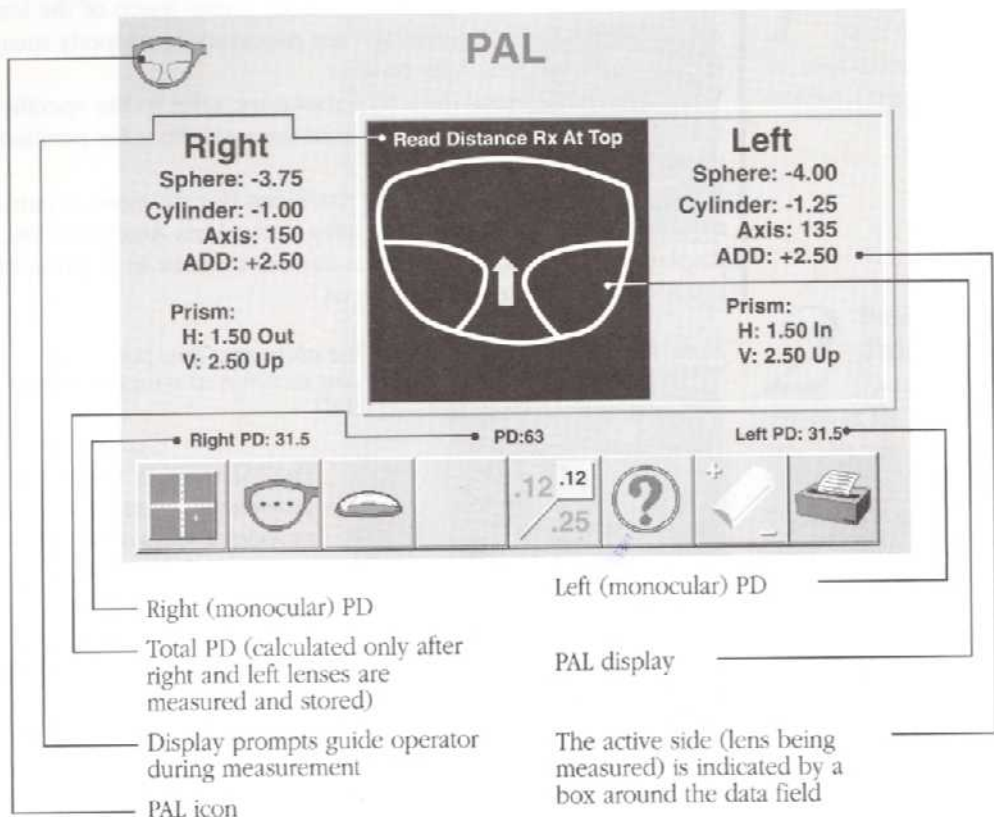 PAL
Read Distance Rx At Top
Right
Sphere: -3.75
Cylinder: -1.00
Axis: 150
ADD: +2.50
Prism:
H: 1.50 Out
V: 2.50 Up
Left
Sphere: -4.00
Cylinder: -1.25
Axis: 135
ADD: +2.50
Prism:
H: 1.50 In
V: 2.50 Up
Right PD: 31.5
PD:63
Left PD: 31.5
.12 .12
.25
?
+
–
Right (monocular) PD
Total PD (calculated only after
right and left lenses are
measured and stored)
Display prompts guide operator
during measurement
PAL icon
Left (monocular) PD
PAL display
The active side (lens being
measured) is indicated by a
box around the data field